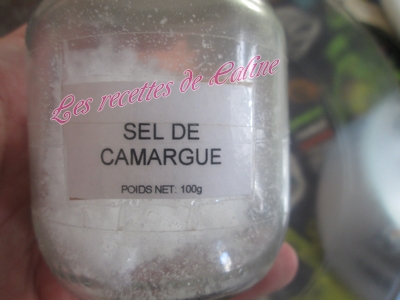 Les recettes de Caline
SEL DE
CAMARGUE
POIDS NET: 100g